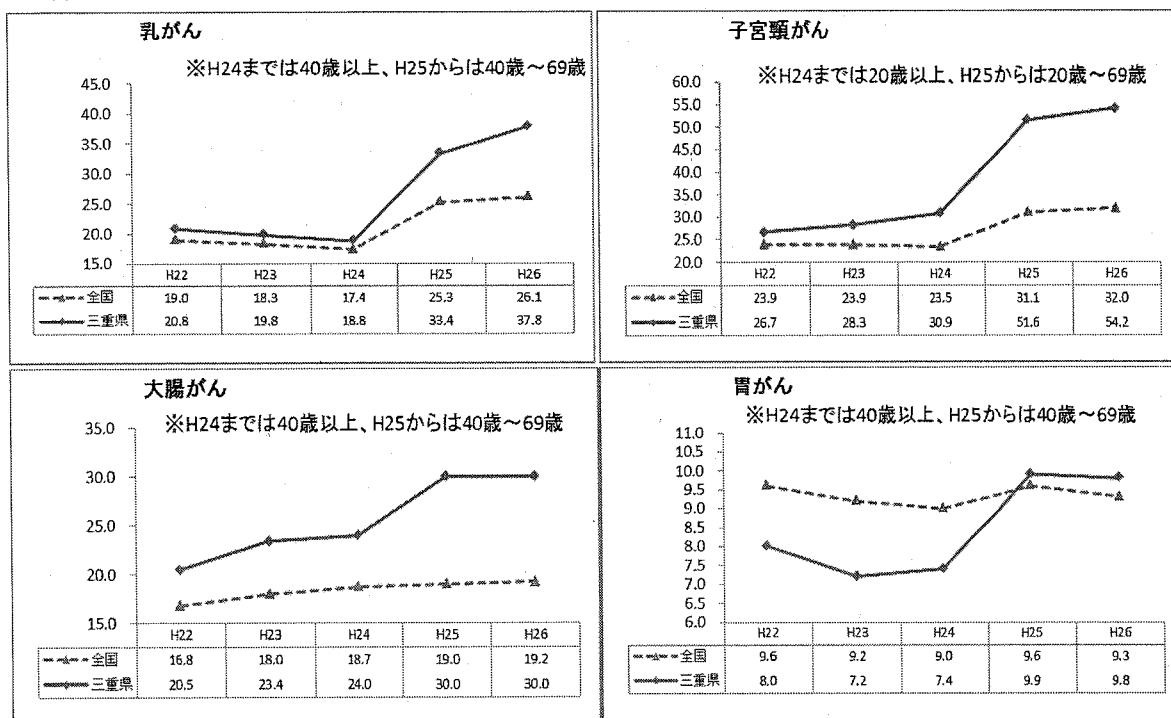 乳がん
※H24までは40歳以上、H25からは40歳～69歳
45.0
40.0
35.0
30.0
25.0
20.0
15.0
H22 H23 H24 H25 H26
全国 19.0 18.3 17.4 25.3 26.1
三重県 20.8 19.8 18.8 33.4 37.8
子宮頸がん
※H24までは20歳以上、H25からは20歳～69歳
60.0
55.0
50.0
45.0
40.0
35.0
30.0
25.0
20.0
H22 H23 H24 H25 H26
全国 23.9 23.9 23.5 31.1 32.0
三重県 26.7 28.3 30.9 51.6 54.2
大腸がん
※H24までは40歳以上、H25からは40歳～69歳
35.0
30.0
25.0
20.0
15.0
H22 H23 H24 H25 H26
全国 16.8 18.0 18.7 19.0 19.2
三重県 20.5 23.4 24.0 30.0 30.0
胃がん
※H24までは40歳以上、H25からは40歳～69歳
11.0
10.5
10.0
9.5
9.0
8.5
8.0
7.5
7.0
6.5
6.0
H22 H23 H24 H25 H26
全国 9.6 9.2 9.0 9.6 9.3
三重県 8.0 7.2 7.4 9.9 9.8